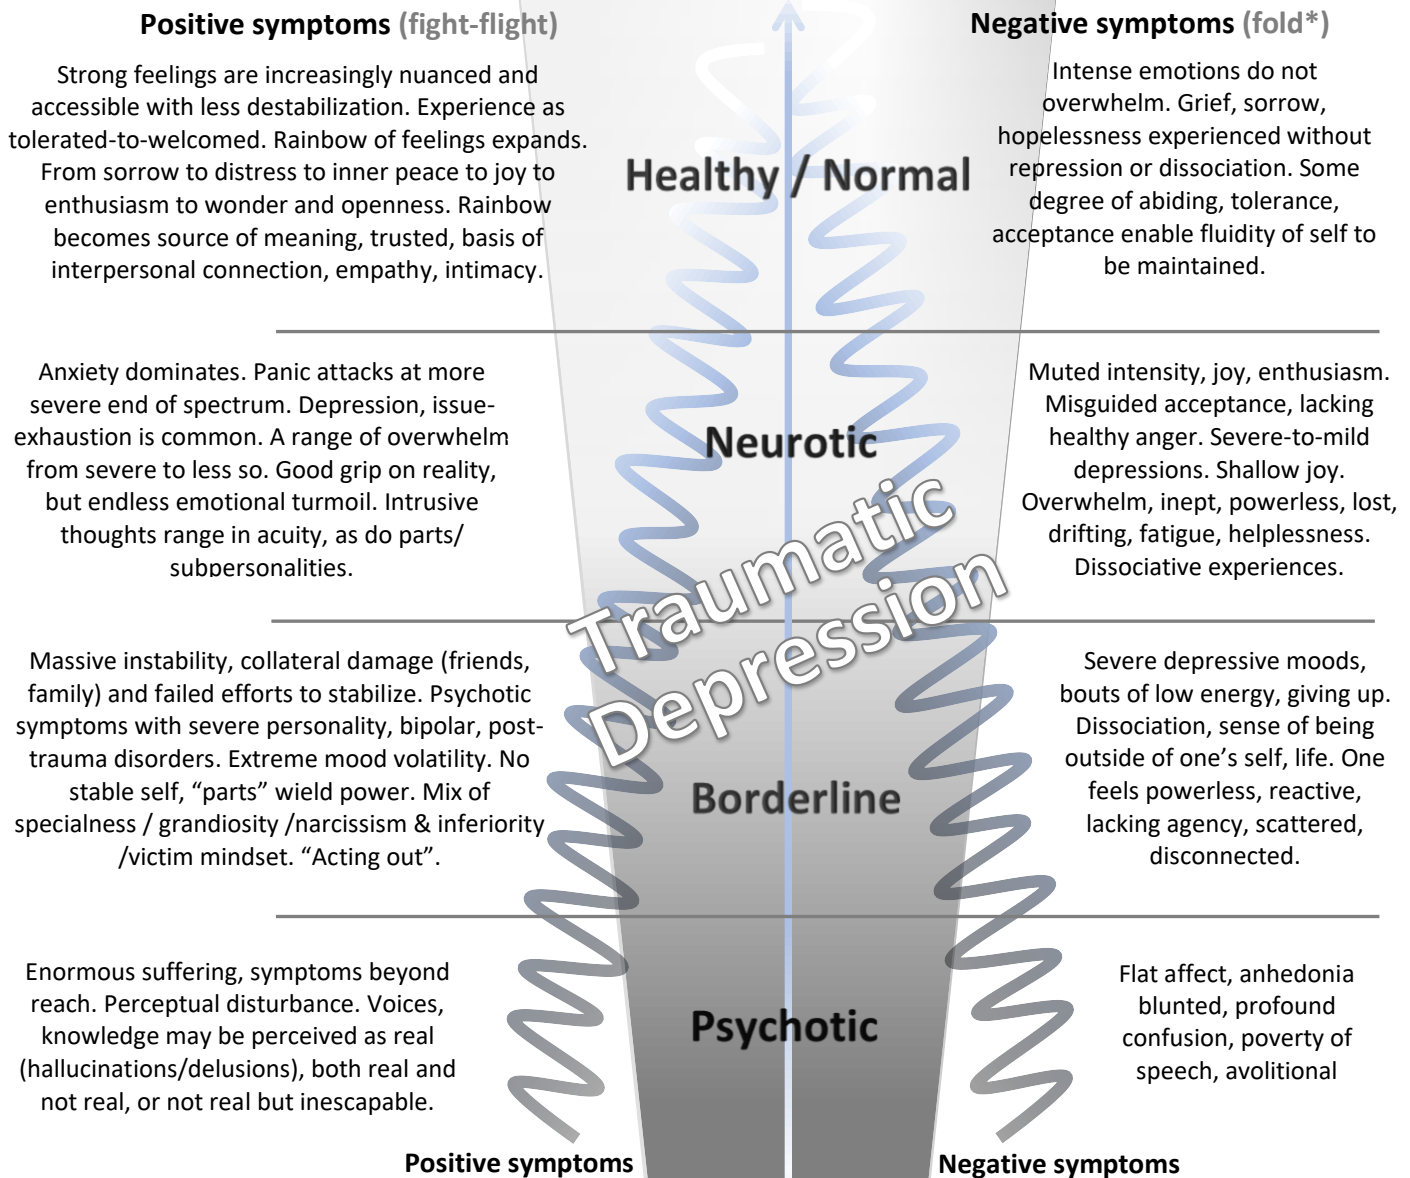 Positive symptoms (fight-flight)
Strong feelings are increasingly nuanced and
accessible with less destabilization. Experience as
tolerated-to-welcomed. Rainbow of feelings expands.
From sorrow to distress to inner peace to joy to
enthusiasm to wonder and openness. Rainbow
becomes source of meaning, trusted, basis of
interpersonal connection, empathy, intimacy.
Healthy / Normal
Negative symptoms (fold*)
Intense emotions do not
overwhelm. Grief, sorrow,
hopelessness experienced without
repression or dissociation. Some
degree of abiding, tolerance,
acceptance enable fluidity of self to
be maintained.
Anxiety dominates. Panic attacks at more
severe end of spectrum. Depression, issue-
exhaustion is common. A range of overwhelm
from severe to less so. Good grip on reality,
but endless emotional turmoil. Intrusive
thoughts range in acuity, as do parts/
subpersonalities.
Neurotic
Muted intensity, joy, enthusiasm.
Misguided acceptance, lacking
healthy anger. Severe-to-mild
depressions. Shallow joy.
Overwhelm, inept, powerless, lost,
drifting, fatigue, helplessness.
Dissociative experiences.
Traumatic
Depression
Massive instability, collateral damage (friends,
family) and failed efforts to stabilize. Psychotic
symptoms with severe personality, bipolar, post-
trauma disorders. Extreme mood volatility. No
stable self, “parts” wield power. Mix of
specialness / grandiosity /narcissism & inferiority
/victim mindset. “Acting out”.
Borderline
Severe depressive moods,
bouts of low energy, giving up.
Dissociation, sense of being
outside of one’s self, life. One
feels powerless, reactive,
lacking agency, scattered,
disconnected.
Enormous suffering, symptoms beyond
reach. Perceptual disturbance. Voices,
knowledge may be perceived as real
(hallucinations/delusions), both real and
not real, or not real but inescapable.
Psychotic
Flat affect, anhedonia
blunted, profound
confusion, poverty of
speech, avolitional
Positive symptoms
Negative symptoms